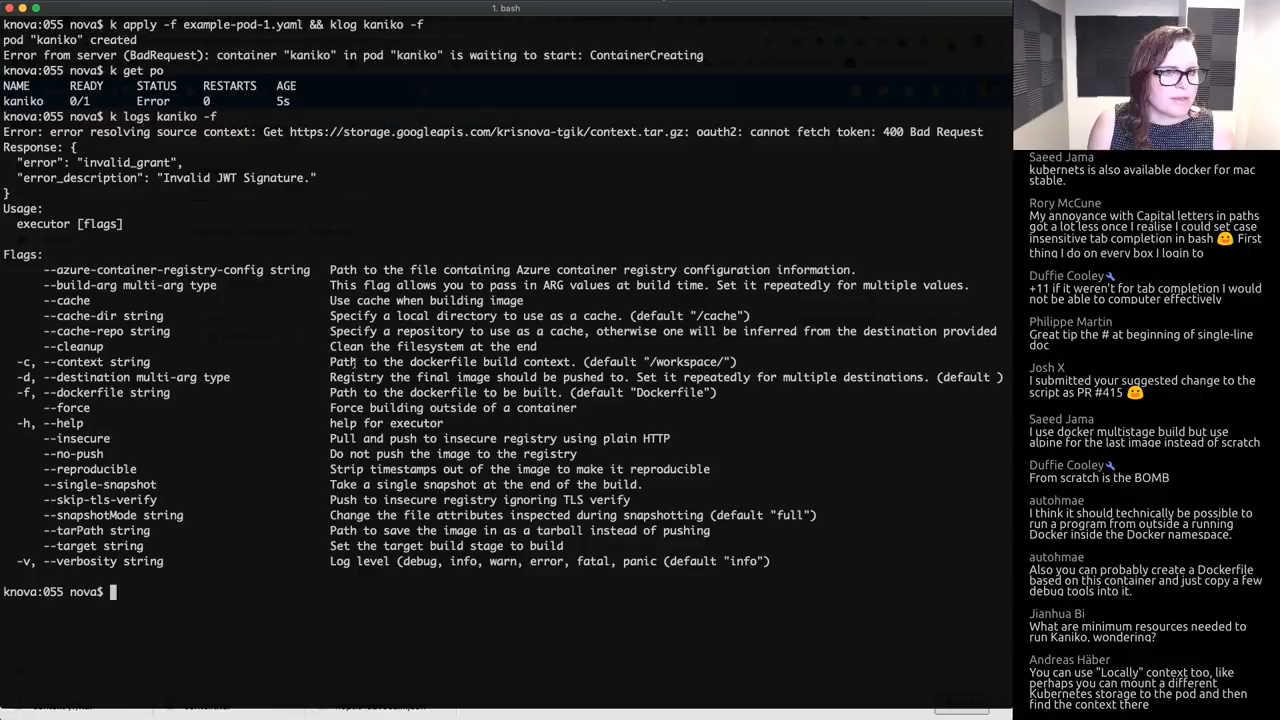 1. bash
knova:055 nova$ k apply -f example-pod-1.yaml && klog kaniko -f
pod "kaniko" created
Error from server (BadRequest): container "kaniko" in pod "kaniko" is waiting to start: ContainerCreating
knova:055 nova$ k get po
NAME READY STATUS RESTARTS AGE
kaniko 0/1 Error 0 5s
knova:055 nova$ k logs kaniko -f
Error: error resolving source context: Get https://storage.googleapis.com/krisnova-tgik/context.tar.gz: oauth2: cannot fetch token: 400 Bad Request
Response: {
"error": "invalid_grant",
"error_description": "Invalid JWT Signature."
}
Usage:
executor [flags]
Flags:
--azure-container-registry-config string Path to the file containing Azure container registry configuration information.
--build-arg multi-arg type This flag allows you to pass in ARG values at build time. Set it repeatedly for multiple values.
--cache Use cache when building image
--cache-dir string Specify a local directory to use as a cache. (default "/cache")
--cache-repo string Specify a repository to use as a cache, otherwise one will be inferred from the destination provided
--cleanup Clean the filesystem at the end
-c, --context string Path to the dockerfile build context. (default "/workspace/")
-d, --destination multi-arg type Registry the final image should be pushed to. Set it repeatedly for multiple destinations. (default )
-f, --dockerfile string Path to the dockerfile to be built. (default "Dockerfile")
--force Force building outside of a container
-h, --help help for executor
--insecure Pull and push to insecure registry using plain HTTP
--no-push Do not push the image to the registry
--reproducible Strip timestamps out of the image to make it reproducible
--single-snapshot Take a single snapshot at the end of the build.
--skip-tls-verify Push to insecure registry ignoring TLS verify
--snapshotMode string Change the file attributes inspected during snapshotting (default "full")
--tarPath string Path to save the image in as a tarball instead of pushing
--target string Set the target build stage to build
-v, --verbosity string Log level (debug, info, warn, error, fatal, panic (default "info")
knova:055 nova$
Saeed Jama
kubernets is also available docker for mac
stable.
Rory McCune
My annoyance with Capital letters in paths
got a lot less once I realise I could set case
insensitive tab completion in bash 😀 First
thing I do on every box I login to
Duffie Cooley
+11 if it weren't for tab completion I would
not be able to computer effectively
Philippe Martin
Great tip the # at beginning of single-line
doc
Josh X
I submitted your suggested change to the
script as PR #415 😀
Saeed Jama
I use docker multistage build but use
alpine for the last image instead of scratch
Duffie Cooley
From scratch is the BOMB
autohmae
I think it should technically be possible to
run a program from outside a running
Docker inside the Docker namespace.
autohmae
Also you can probably create a Dockerfile
based on this container and just copy a few
debug tools into it.
Jianhua Bi
What are minimum resources needed to
run Kaniko, wondering?
Andreas Häber
You can use "Locally" context too, like
perhaps you can mount a different
Kubernetes storage to the pod and then
find the context there